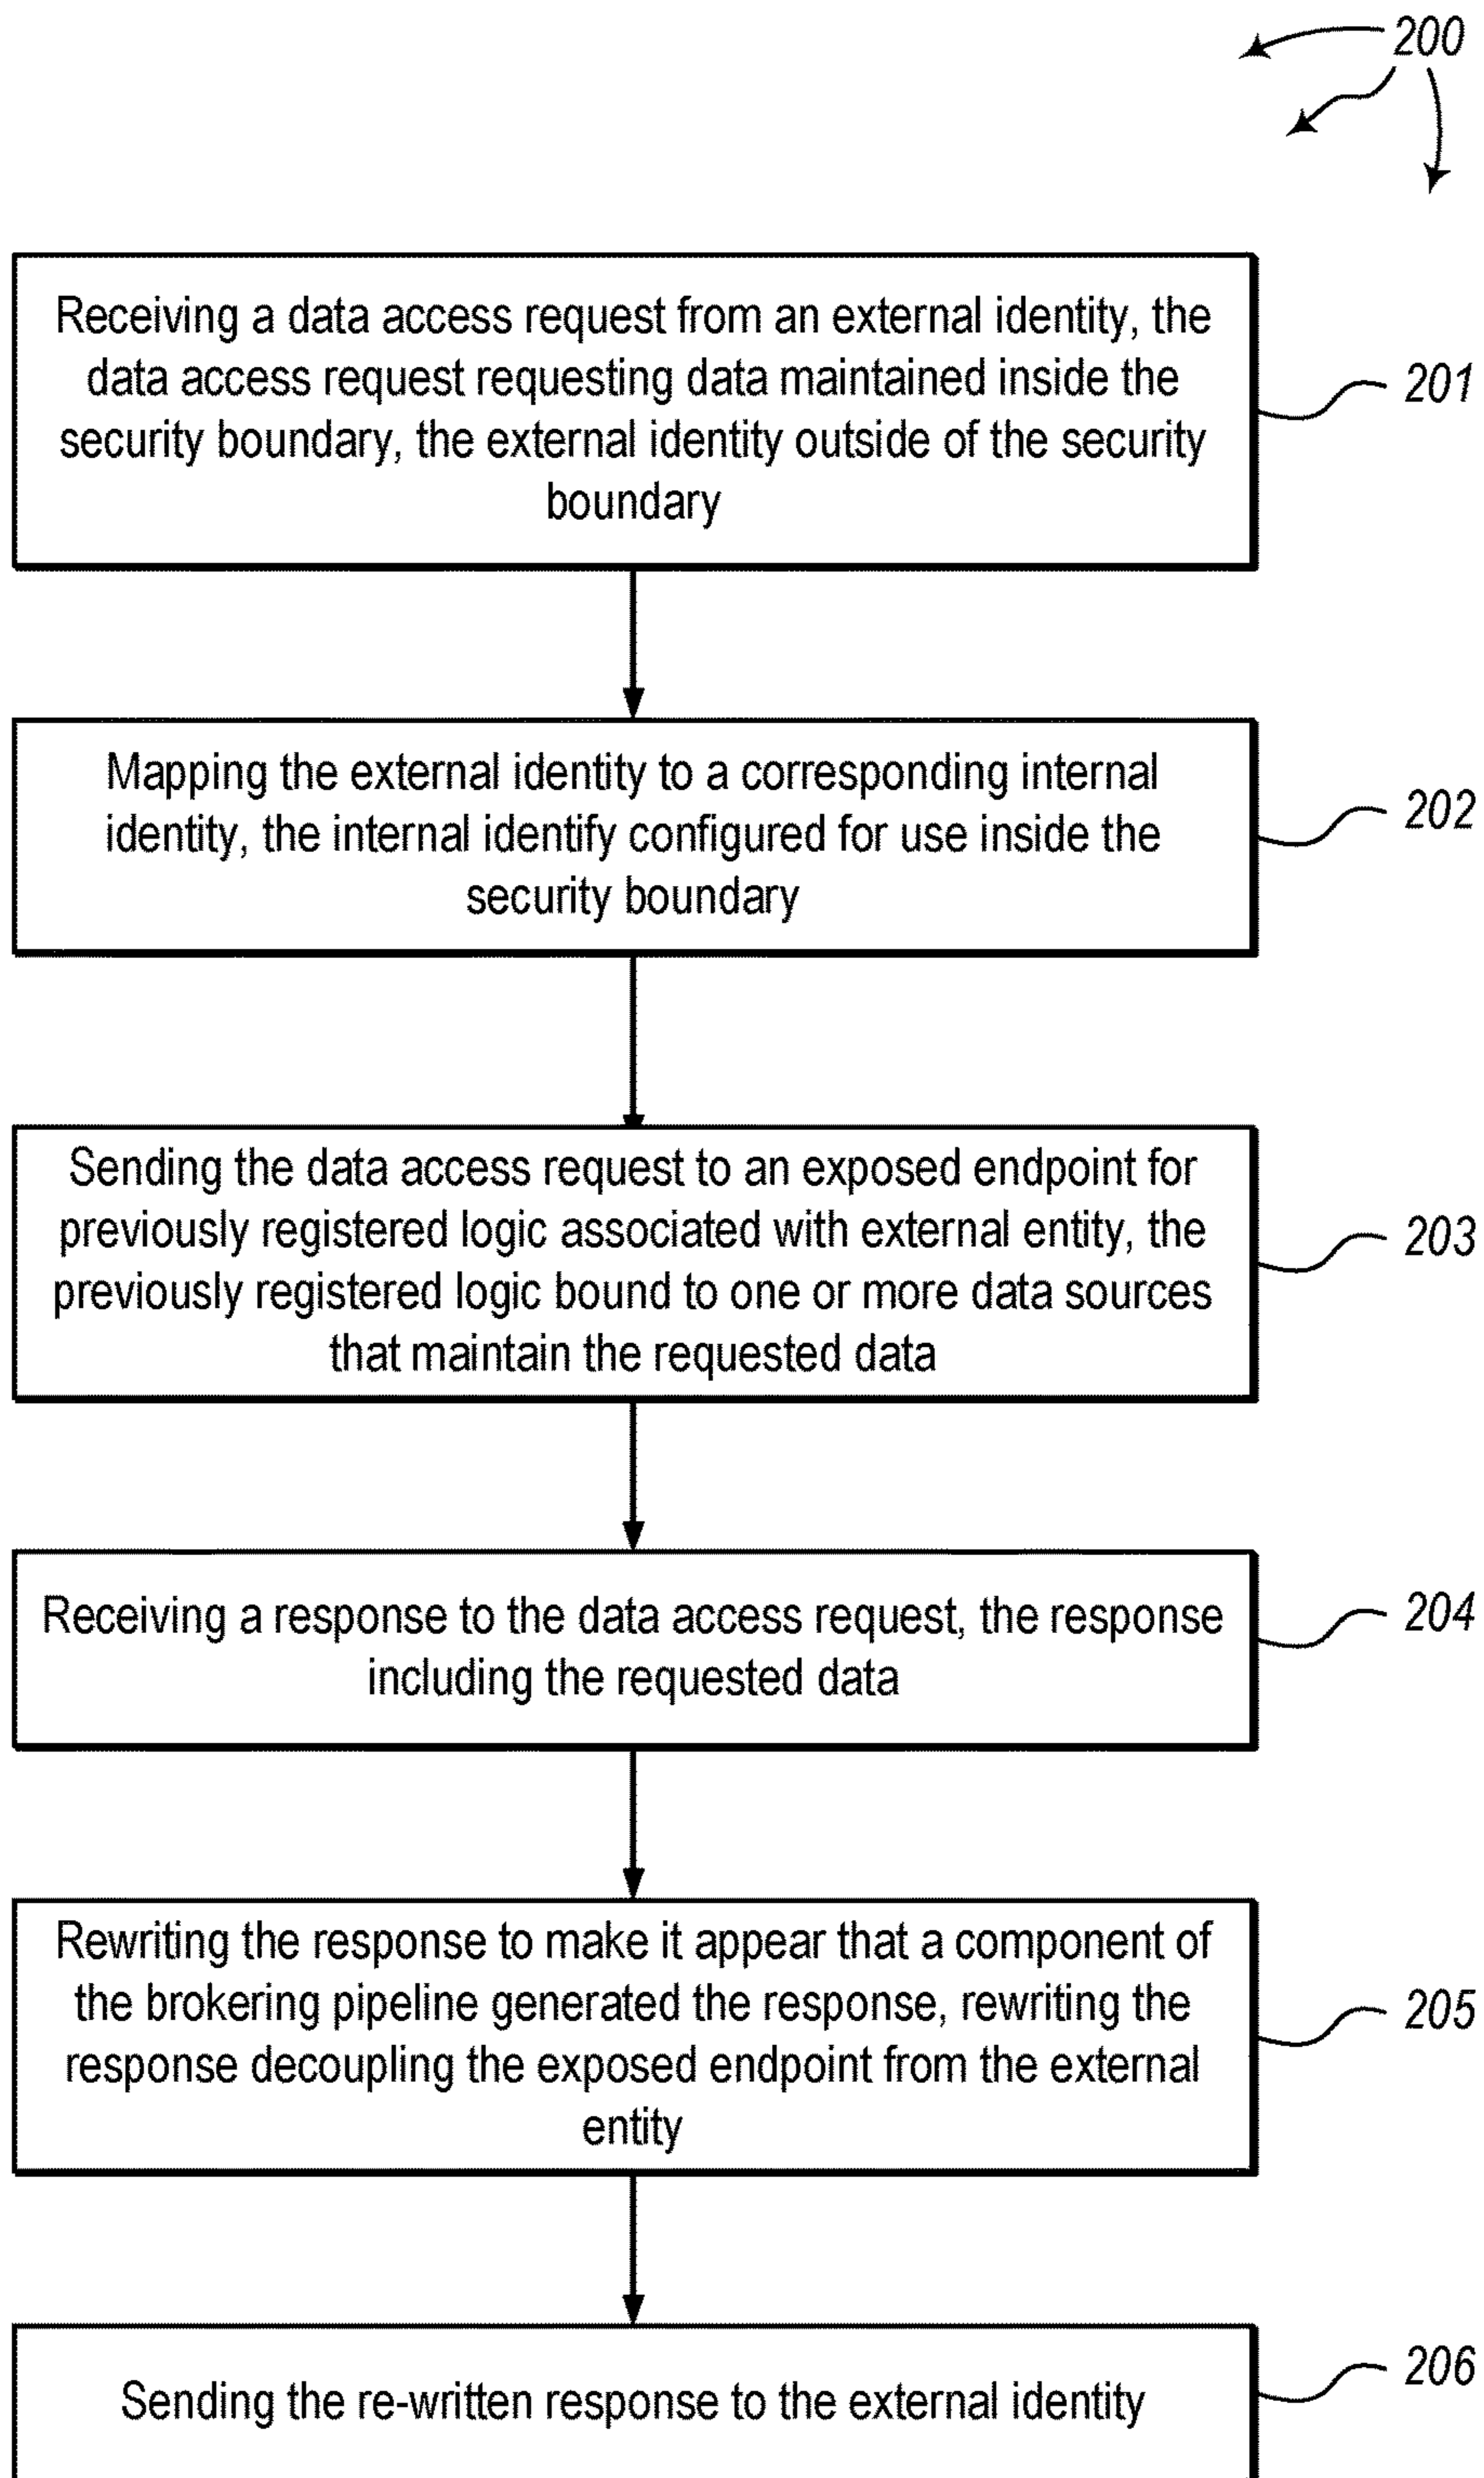 200
Receiving a data access request from an external identity, the
data access request requesting data maintained inside the
security boundary, the external identity outside of the security
boundary
201
Mapping the external identity to a corresponding internal
identity, the internal identify configured for use inside the
security boundary
202
Sending the data access request to an exposed endpoint for
previously registered logic associated with external entity, the
previously registered logic bound to one or more data sources
that maintain the requested data
203
Receiving a response to the data access request, the response
including the requested data
204
Rewriting the response to make it appear that a component of
the brokering pipeline generated the response, rewriting the
response decoupling the exposed endpoint from the external
entity
205
Sending the re-written response to the external identity
206